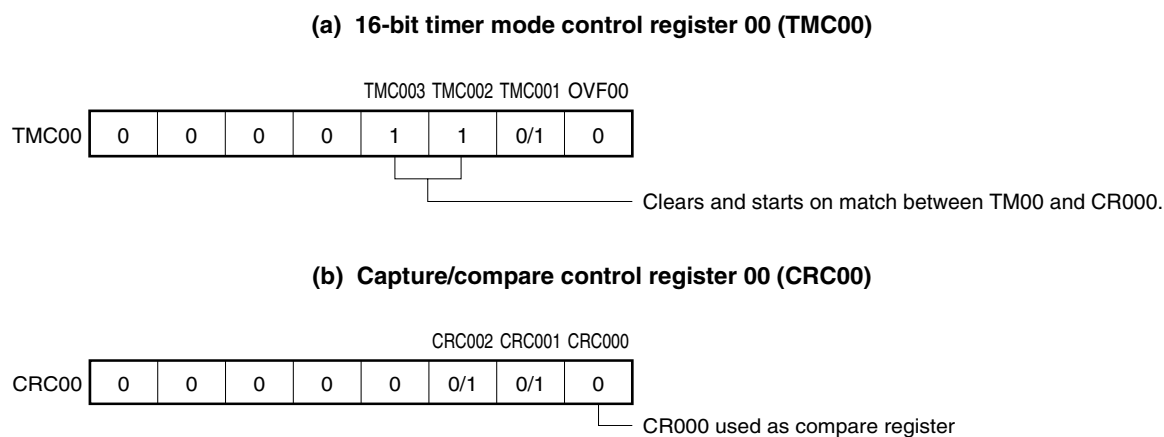 (a) 16-bit timer mode control register 00 (TMC00)
TMC003 TMC002 TMC001 OVF00
TMC00 0 0 0 0 1 1 0/1 0
Clears and starts on match between TM00 and CR000.
(b) Capture/compare control register 00 (CRC00)
CRC002 CRC001 CRC000
CRC00 0 0 0 0 0 0/1 0/1 0
CR000 used as compare register